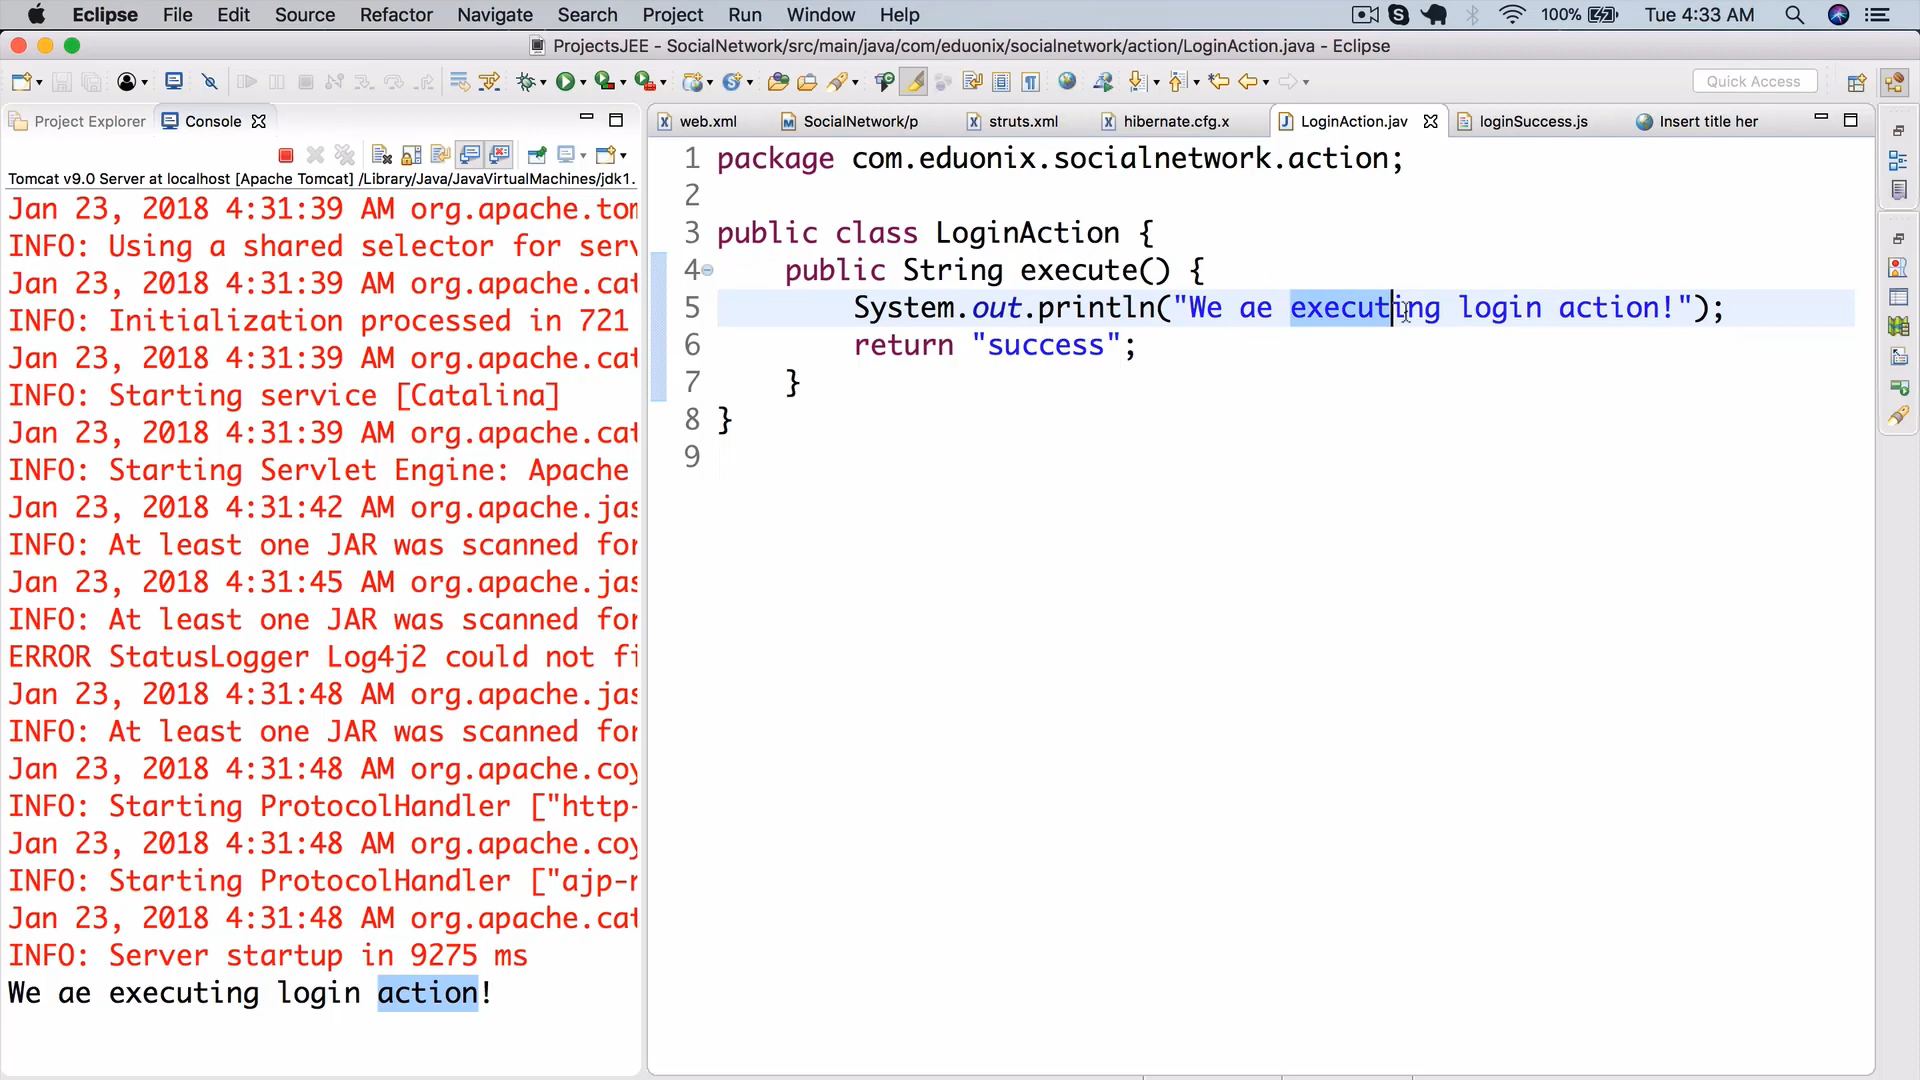 Eclipse File Edit Source Refactor Navigate Search Project Run Window Help 100% Tue 4:33 AM
ProjectsJEE - SocialNetwork/src/main/java/com/eduonix/socialnetwork/action/LoginAction.java - Eclipse
Quick Access
Project Explorer Console
web.xml SocialNetwork/p struts.xml hibernate.cfg.x LoginAction.jav loginSuccess.js Insert title her
Tomcat v9.0 Server at localhost [Apache Tomcat] /Library/Java/JavaVirtualMachines/jdk1.
Jan 23, 2018 4:31:39 AM org.apache.tom
INFO: Using a shared selector for serv
Jan 23, 2018 4:31:39 AM org.apache.cat
INFO: Initialization processed in 721
Jan 23, 2018 4:31:39 AM org.apache.cat
INFO: Starting service [Catalina]
Jan 23, 2018 4:31:39 AM org.apache.cat
INFO: Starting Servlet Engine: Apache
Jan 23, 2018 4:31:42 AM org.apache.jas
INFO: At least one JAR was scanned for
Jan 23, 2018 4:31:45 AM org.apache.jas
INFO: At least one JAR was scanned for
ERROR StatusLogger Log4j2 could not fi
Jan 23, 2018 4:31:48 AM org.apache.jas
INFO: At least one JAR was scanned for
Jan 23, 2018 4:31:48 AM org.apache.coy
INFO: Starting ProtocolHandler ["http-
Jan 23, 2018 4:31:48 AM org.apache.coy
INFO: Starting ProtocolHandler ["ajp-n
Jan 23, 2018 4:31:48 AM org.apache.cat
INFO: Server startup in 9275 ms
We ae executing login action!
1 package com.eduonix.socialnetwork.action;
2
3 public class LoginAction {
4 public String execute() {
5 System.out.println("We ae executing login action!");
6 return "success";
7 }
8 }
9